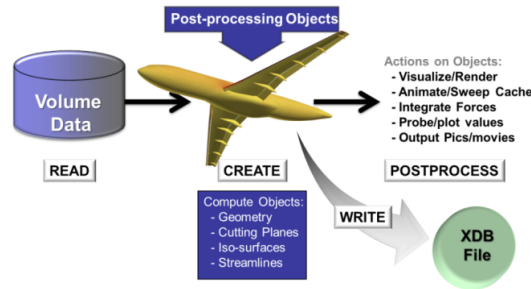 Post-processing Objects
Volume
Data
Actions on Objects:
- Visualize/Render
- Animate/Sweep Cache
- Integrate Forces
- Probe/plot values
- Output Pics/movies
READ
CREATE
POSTPROCESS
Compute Objects:
- Geometry
- Cutting Planes
- Iso-surfaces
- Streamlines
WRITE
XDB
File